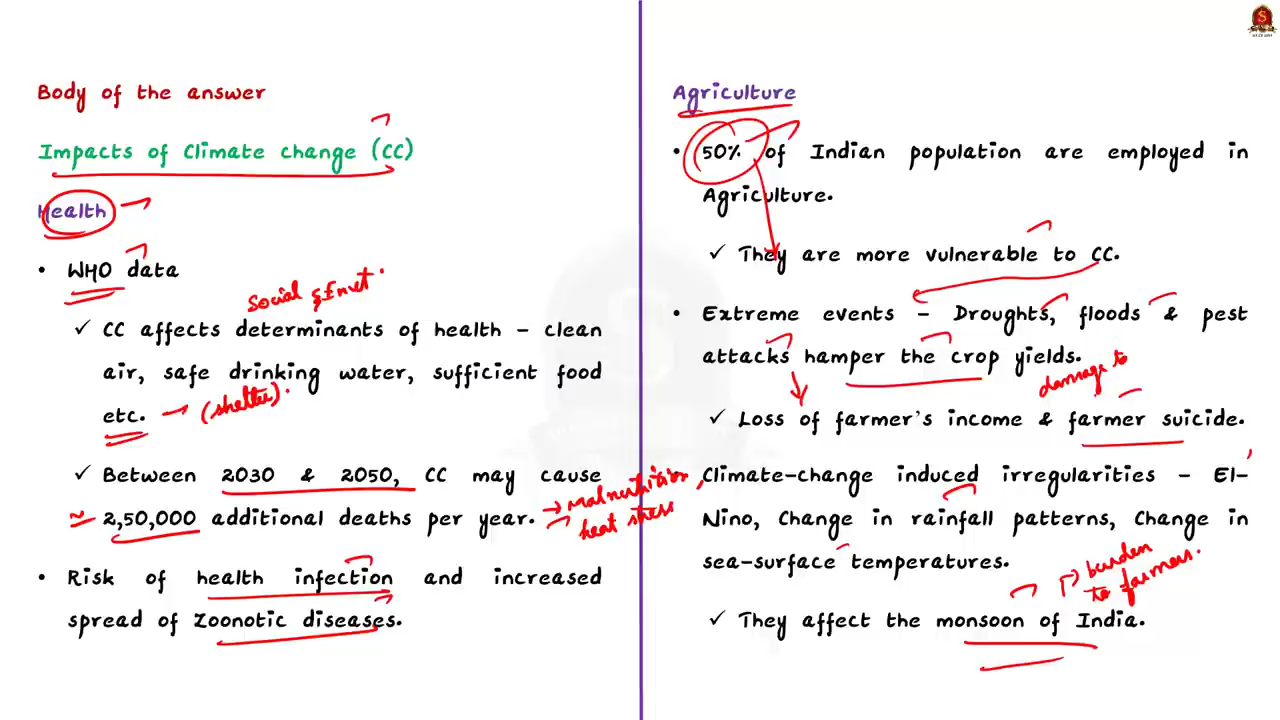 Body of the answer
Impacts of Climate change (CC)
Health
• WHO data
Social & Envt.
✓ CC affects determinants of health – clean
air, safe drinking water, sufficient food
etc. → (shelter).
✓ Between 2030 & 2050, CC may cause
≈ 2,50,000 additional deaths per year. → malnutrition,
heat stress
• Risk of health infection and increased
spread of Zoonotic diseases.
Agriculture
• 50% of Indian population are employed in
Agriculture.
✓ They are more vulnerable to CC.
• Extreme events – Droughts, floods & pest
attacks hamper the crop yields.
damage to
✓ Loss of farmer's income & farmer suicide.
• Climate-change induced irregularities – El-
Nino, Change in rainfall patterns, Change in
sea-surface temperatures.
burden
to farmers.
✓ They affect the monsoon of India.